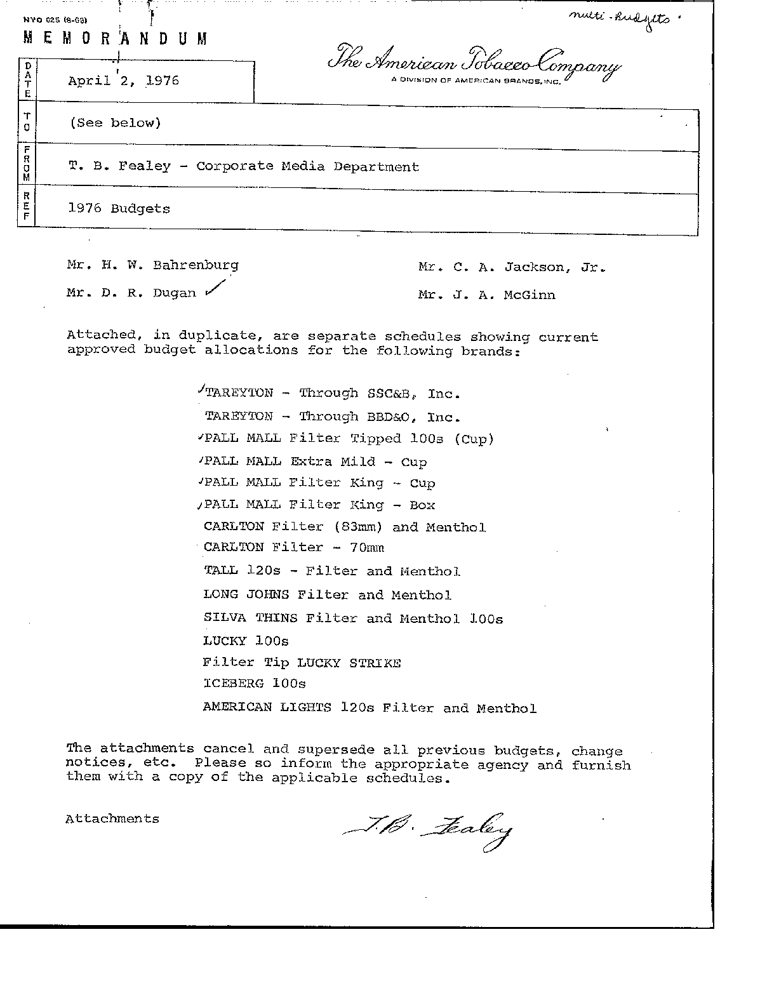 NYO 025 (8-02)
multi-Budgets
MEMORANDUM
The American Tobacco Company
A DIVISION OF AMERICAN BRANDS, INC.
DATE
April 2, 1976
TO
(See below)
FROM
T. B. Fealey - Corporate Media Department
REF
1976 Budgets
Mr. H. W. Bahrenburg
Mr. C. A. Jackson, Jr.
Mr. D. R. Dugan ✓
Mr. J. A. McGinn
Attached, in duplicate, are separate schedules showing current
approved budget allocations for the following brands:
✓TAREYTON - Through SSC&B, Inc.
TAREYTON - Through BBD&O, Inc.
✓PALL MALL Filter Tipped 100s (Cup)
✓PALL MALL Extra Mild - Cup
✓PALL MALL Filter King - Cup
✓PALL MALL Filter King - Box
CARLTON Filter (83mm) and Menthol
CARLTON Filter - 70mm
TALL 120s - Filter and Menthol
LONG JOHNS Filter and Menthol
SILVA THINS Filter and Menthol 100s
LUCKY 100s
Filter Tip LUCKY STRIKE
ICEBERG 100s
AMERICAN LIGHTS 120s Filter and Menthol
The attachments cancel and supersede all previous budgets, change
notices, etc. Please so inform the appropriate agency and furnish
them with a copy of the applicable schedules.
Attachments
T.B. Fealey